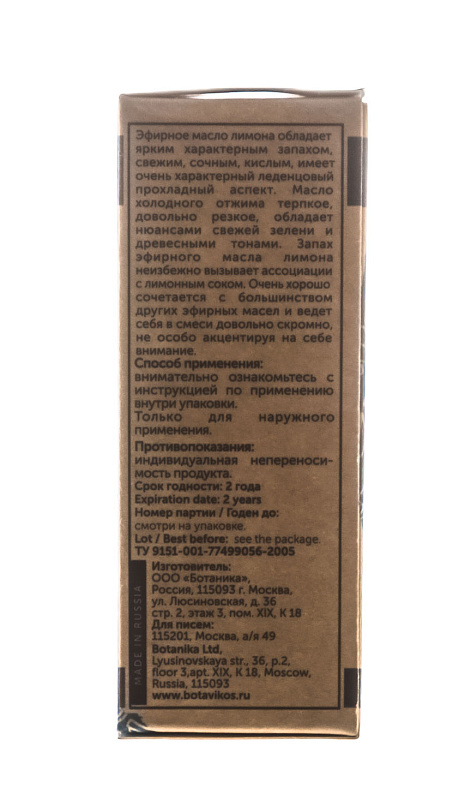 Эфирное масло лимона обладает
ярким характерным запахом,
свежим, сочным, кислым, имеет
очень характерный леденцовый
прохладный аспект. Масло
холодного отжима терпкое,
довольно резкое, обладает
нюансами свежей зелени и
древесными тонами. Запах
эфирного масла лимона
неизбежно вызывает ассоциации
с лимонным соком. Очень хорошо
сочетается с большинством
других эфирных масел и ведет
себя в смеси довольно скромно,
не особо акцентируя на себе
внимание.
Способ применения:
внимательно ознакомьтесь с
инструкцией по применению
внутри упаковки.
Только для наружного
применения.
Противопоказания:
индивидуальная непереноси-
мость продукта.
Срок годности: 2 года
Expiration date: 2 years
Номер партии / Годен до:
смотри на упаковке.
Lot / Best before: see the package.
ТУ 9151-001-77499056-2005
MADE IN RUSSIA
Изготовитель:
ООО «Ботаника»,
Россия, 115093 г. Москва,
ул. Люсиновская, д. 36
стр. 2, этаж 3, пом. XIX, К 18
Для писем:
115201, Москва, а/я 49
Botanika Ltd,
Lyusinovskaya str., 36, p.2,
floor 3,apt. XIX, K 18, Moscow,
Russia, 115093
www.botavikos.ru